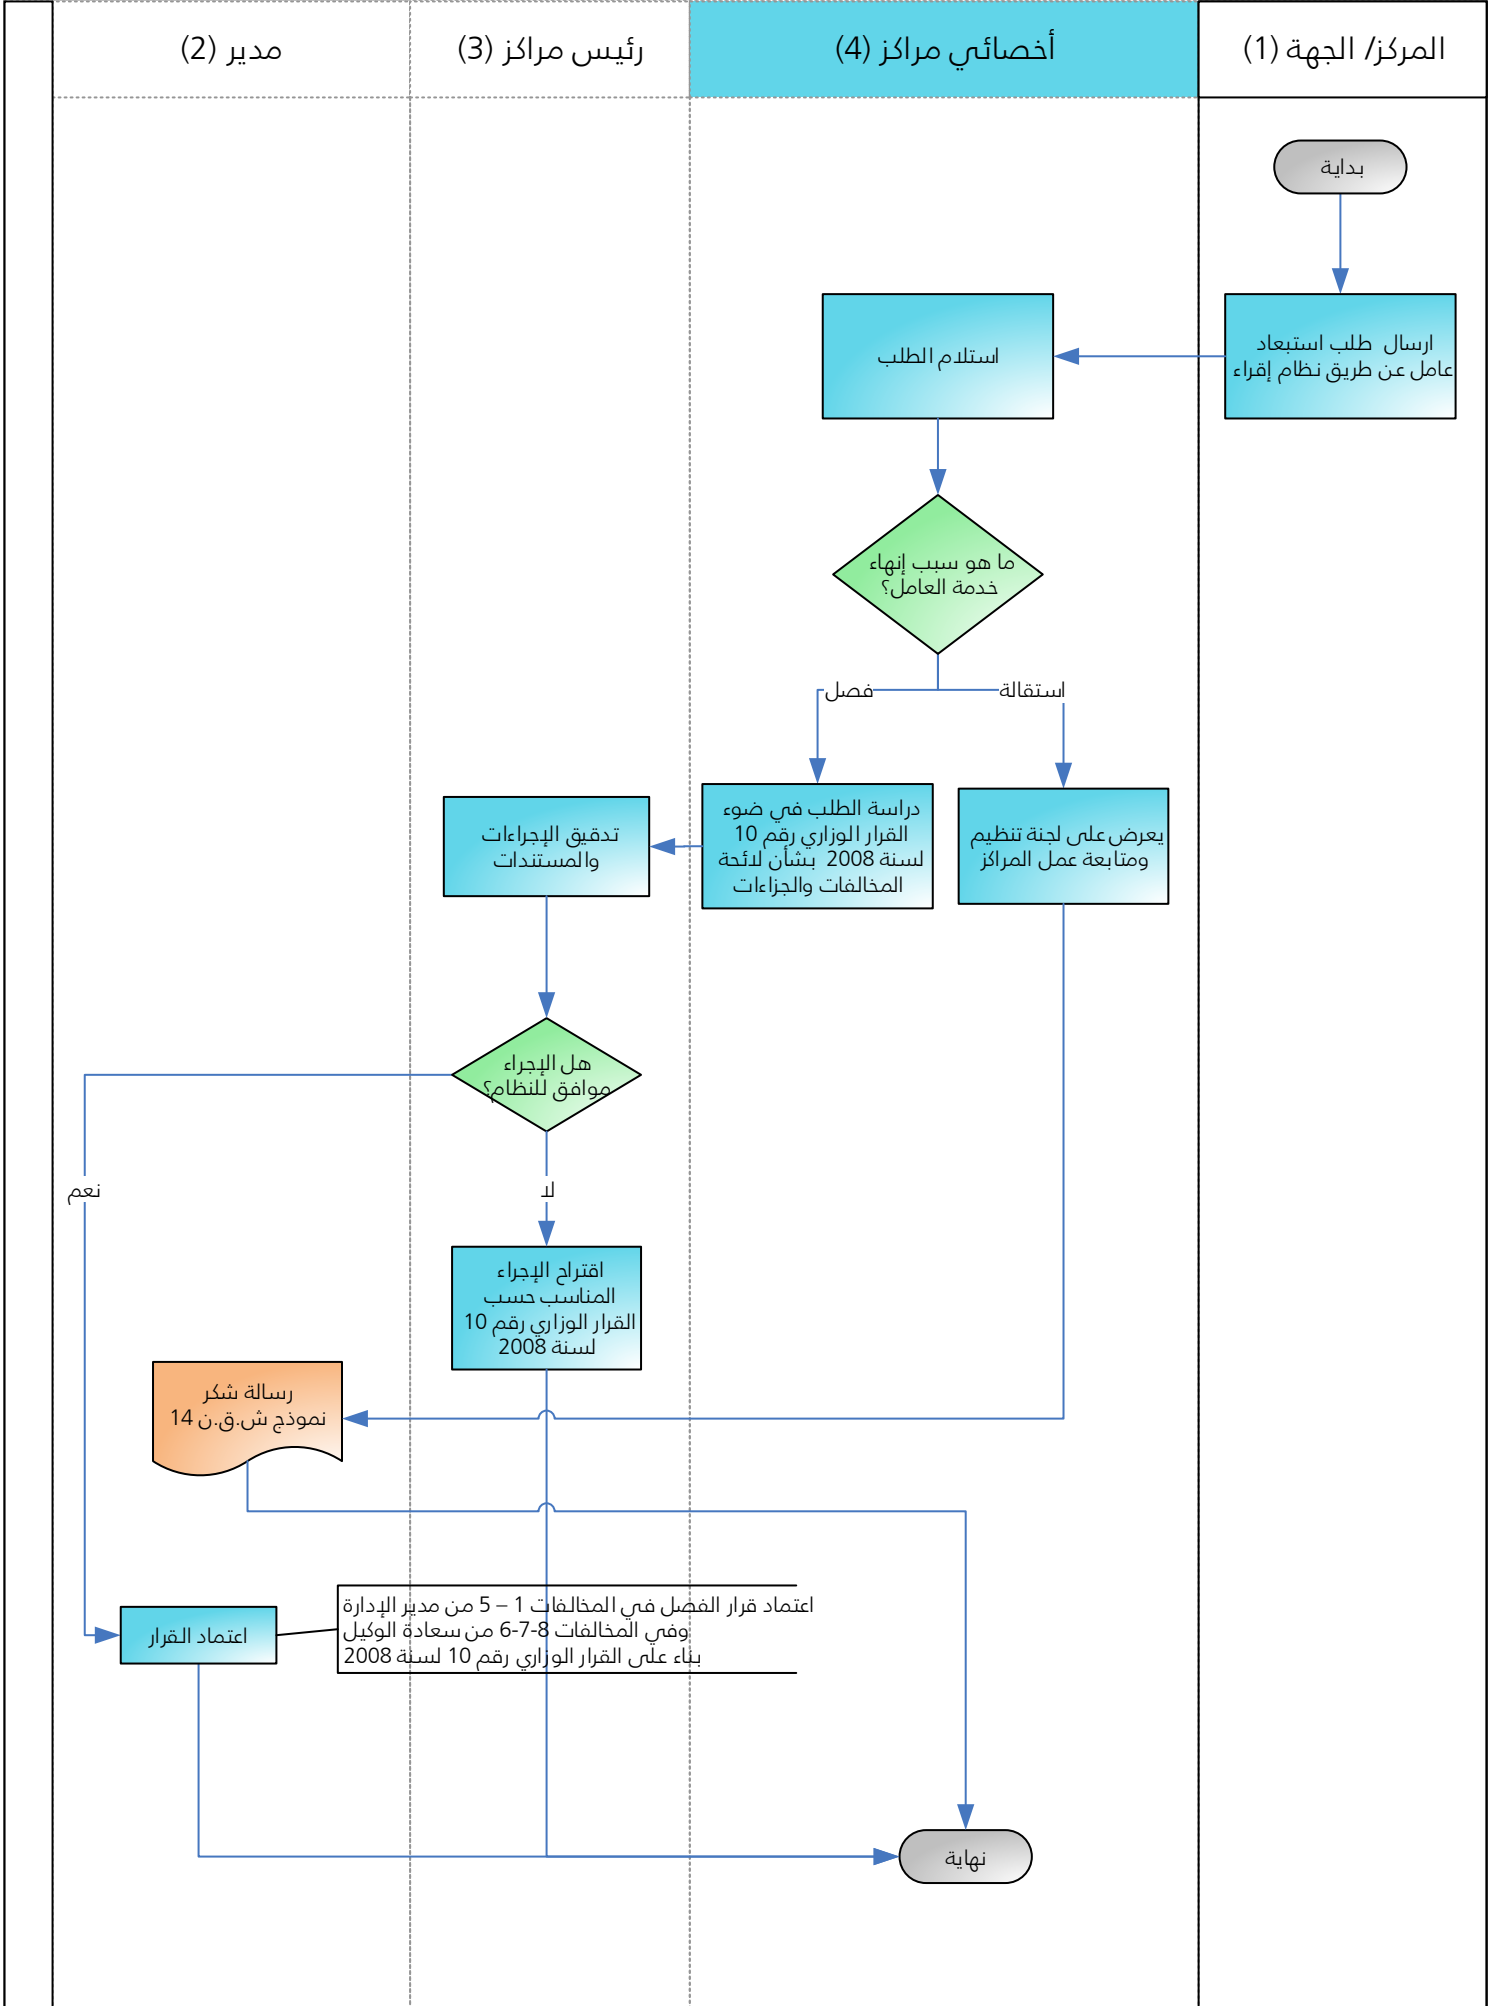 المركز/ الجهة (1)
أخصائي مراكز (4)
رئيس مراكز (3)
مدير (2)
بداية
ارسال طلب استبعاد
عامل عن طريق نظام إقراء
استلام الطلب
ما هو سبب إنهاء
خدمة العامل؟
استقالة
فصل
يعرض على لجنة تنظيم
ومتابعة عمل المراكز
دراسة الطلب في ضوء
القرار الوزاري رقم 10
لسنة 2008 بشأن لائحة
المخالفات والجزاءات
تدقيق الإجراءات
والمستندات
هل الإجراء
موافق للنظام؟
نعم
لا
اقتراح الإجراء
المناسب حسب
القرار الوزاري رقم 10
لسنة 2008
رسالة شكر
نموذج ش.ق.ن 14
اعتماد قرار الفصل في المخالفات 1 – 5 من مدير الإدارة
وفي المخالفات 8-7-6 من سعادة الوكيل
بناء على القرار الوزاري رقم 10 لسنة 2008
اعتماد القرار
نهاية